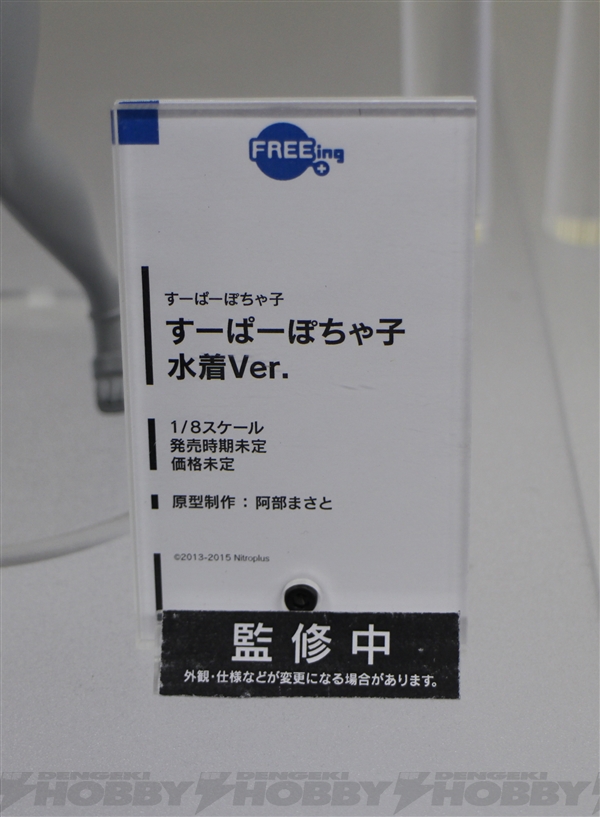 FREEing
すーぱーぽちゃ子
すーぱーぽちゃ子
水着Ver.
1/8スケール
発売時期未定
価格未定
原型制作：阿部まさと
©2013-2015 Nitroplus
監修中
外観・仕様などが変更になる場合があります。
DENGEKI HOBBY DENGEKI HOBBY DENGEKI HOBBY